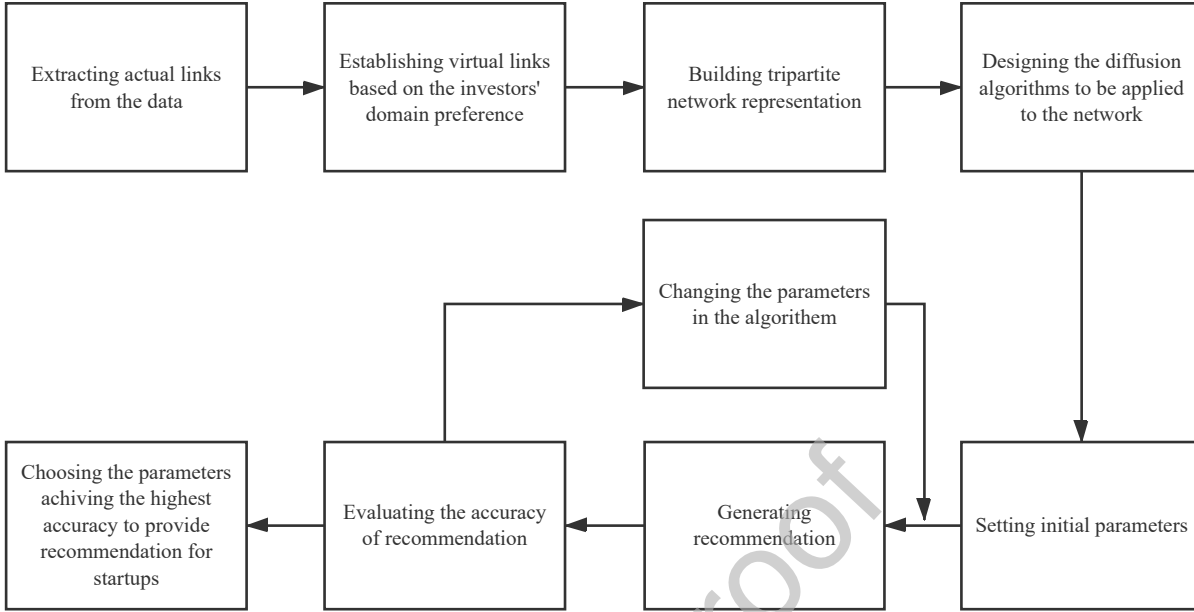 Extracting actual links
from the data
Establishing virtual links
based on the investors'
domain preference
Building tripartite
network representation
Designing the diffusion
algorithms to be applied
to the network
Changing the parameters
in the algorithem
Choosing the parameters
achiving the highest
accuracy to provide
recommendation for
startups
Evaluating the accuracy
of recommendation
Generating
recommendation
Setting initial parameters
roof